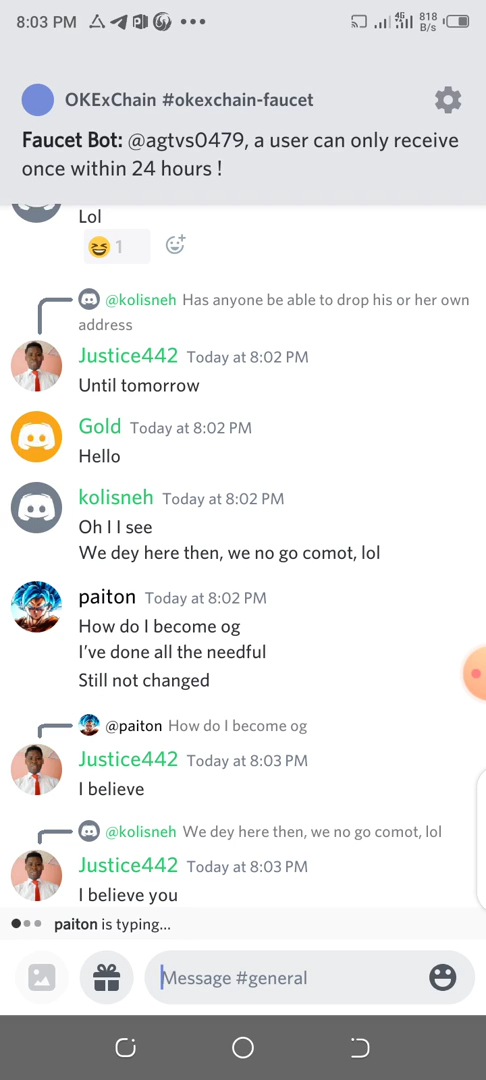 8:03 PM
4G
818
B/s
OKExChain #okexchain-faucet
Faucet Bot: @agtvs0479, a user can only receive
once within 24 hours !
Lol
😆 1
@kolisneh Has anyone be able to drop his or her own
address
Justice442 Today at 8:02 PM
Until tomorrow
Gold Today at 8:02 PM
Hello
kolisneh Today at 8:02 PM
Oh I I see
We dey here then, we no go comot, lol
paiton Today at 8:02 PM
How do I become og
I've done all the needful
Still not changed
@paiton How do I become og
Justice442 Today at 8:03 PM
I believe
@kolisneh We dey here then, we no go comot, lol
Justice442 Today at 8:03 PM
I believe you
paiton is typing...
Message #general